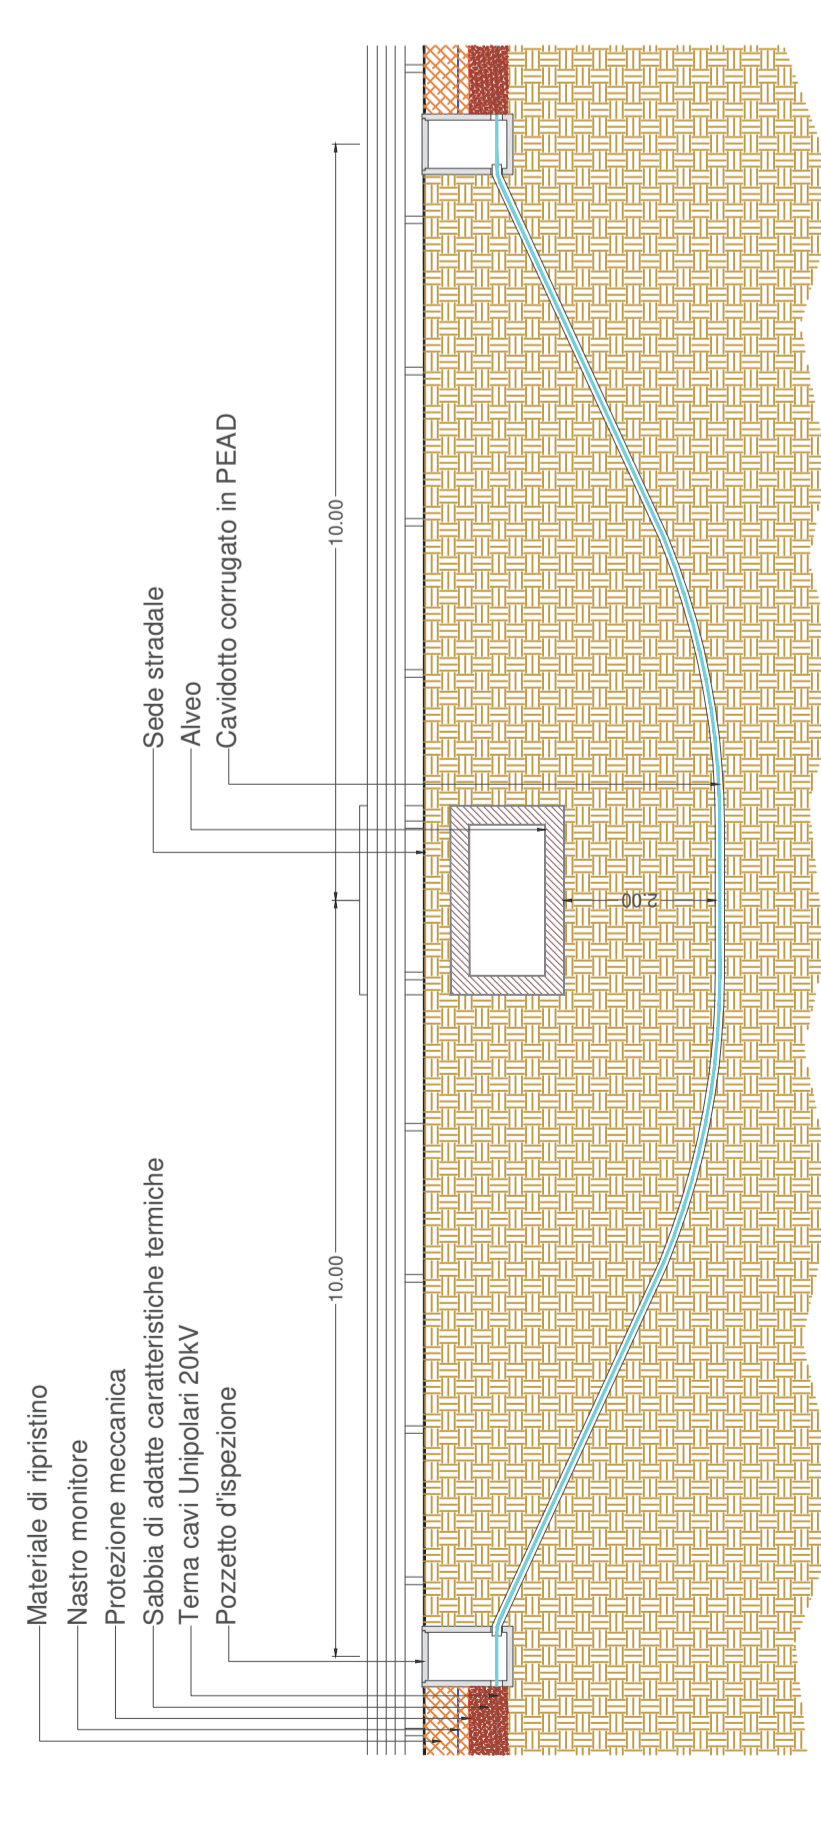 Materiale di ripristino
Nastro monitore
Protezione meccanica
Sabbia di adatte caratteristiche termiche
Terna cavi Unipolari 20kV
Pozzetto d'ispezione
Sede stradale
Alveo
Cavidotto corrugato in PEAD
10.00
10.00
2.00